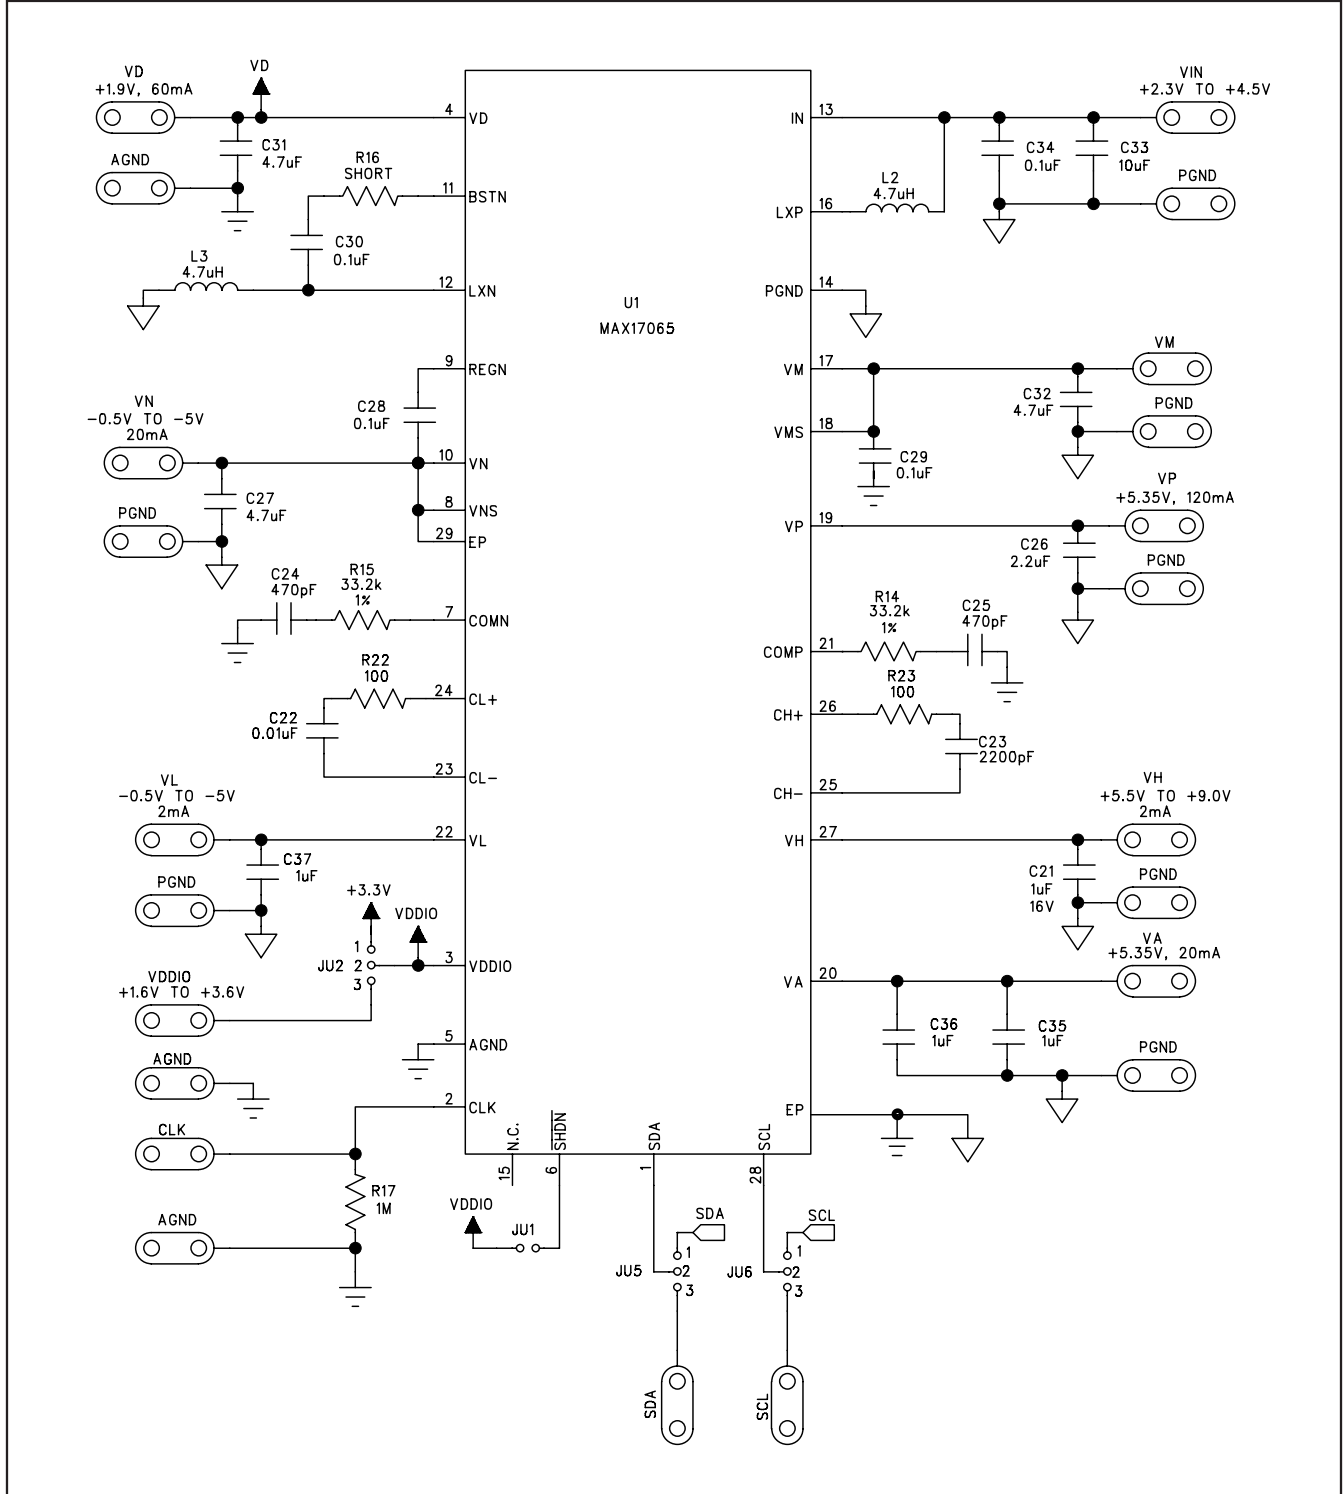 VD
+1.9V, 60mA
VD
4
VD
C31
4.7uF
AGND
R16
SHORT
11
BSTN
C30
0.1uF
L3
4.7uH
12
LXN
U1
MAX17065
9
REGN
C28
0.1uF
VN
-0.5V TO -5V
20mA
10
VN
C27
4.7uF
8
VNS
PGND
29
EP
C24
470pF
R15
33.2k
1%
7
COMN
R22
100
24
CL+
C22
0.01uF
23
CL-
VL
-0.5V TO -5V
2mA
22
VL
C37
1uF
PGND
+3.3V
VDDIO
1
JU2 2
3
3
VDDIO
VDDIO
+1.6V TO +3.6V
5
AGND
AGND
2
CLK
CLK
R17
1M
AGND
N.C.
15
SHDN
6
VDDIO
JU1
SDA
1
SCL
28
SDA
1
JU5
2
3
SCL
1
JU6
2
3
SDA
SCL
VIN
+2.3V TO +4.5V
IN
13
C34
0.1uF
C33
10uF
L2
4.7uH
PGND
LXP
16
PGND
14
VM
VM
17
C32
4.7uF
PGND
VMS
18
C29
0.1uF
VP
+5.35V, 120mA
VP
19
C26
2.2uF
PGND
R14
33.2k
1%
C25
470pF
COMP
21
R23
100
CH+
26
C23
2200pF
CH-
25
VH
+5.5V TO +9.0V
2mA
VH
27
C21
1uF
16V
PGND
VA
+5.35V, 20mA
VA
20
C36
1uF
C35
1uF
PGND
EP